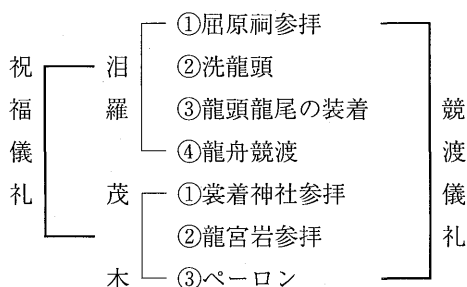 祝福儀礼
汨羅
①屈原祠参拝
②洗龍頭
③龍頭龍尾の装着
④龍舟競渡
茂木
①裳着神社参拝
②龍宮岩参拝
③ペーロン
競渡儀礼